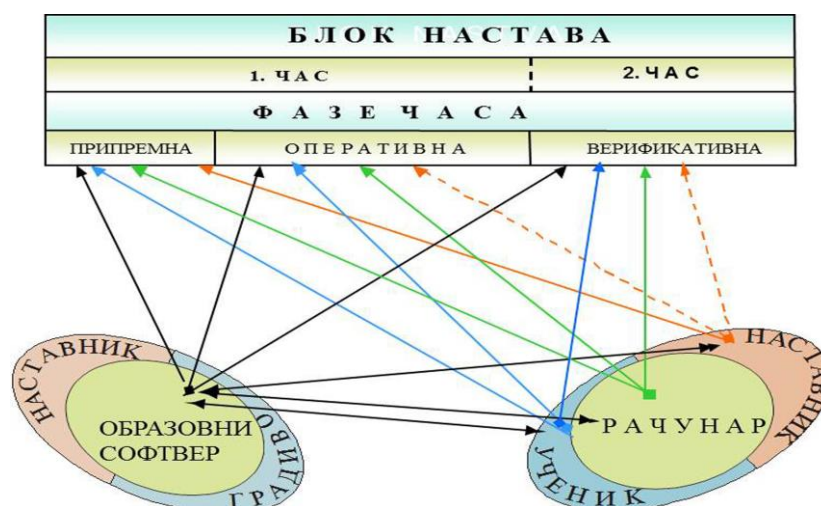 БЛОК НАСТАВА
1. ЧАС 2. ЧАС
ФАЗЕ ЧАСА
ПРИПРЕМНА ОПЕРАТИВНА ВЕРИФИКАТИВНА
НАСТАВНИК
ОБРАЗОВНИ
СОФТВЕР
ГРАДИВО
НАСТАВНИК
РАЧУНАР
УЧЕНИК